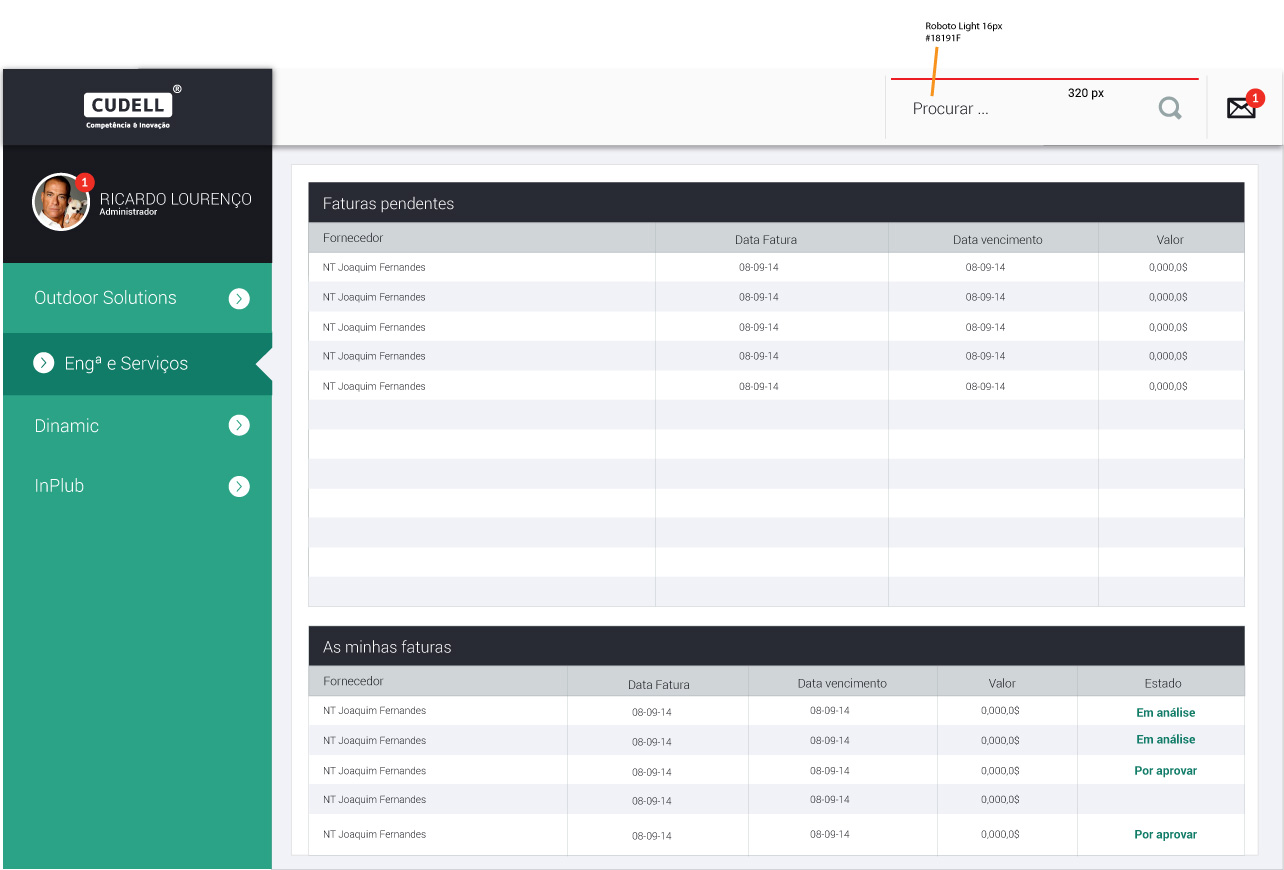 Roboto Light 16px
#18191F
CUDELL ®
Competência & Inovação
Procurar ...
320 px
1
1
RICARDO LOURENÇO
Administrador
Outdoor Solutions
Engª e Serviços
Dinamic
InPlub
Faturas pendentes
Fornecedor Data Fatura Data vencimento Valor
NT Joaquim Fernandes 08-09-14 08-09-14 0,000,0$
NT Joaquim Fernandes 08-09-14 08-09-14 0,000,0$
NT Joaquim Fernandes 08-09-14 08-09-14 0,000,0$
NT Joaquim Fernandes 08-09-14 08-09-14 0,000,0$
NT Joaquim Fernandes 08-09-14 08-09-14 0,000,0$
As minhas faturas
Fornecedor Data Fatura Data vencimento Valor Estado
NT Joaquim Fernandes 08-09-14 08-09-14 0,000,0$ Em análise
NT Joaquim Fernandes 08-09-14 08-09-14 0,000,0$ Em análise
NT Joaquim Fernandes 08-09-14 08-09-14 0,000,0$ Por aprovar
NT Joaquim Fernandes 08-09-14 08-09-14 0,000,0$
NT Joaquim Fernandes 08-09-14 08-09-14 0,000,0$ Por aprovar